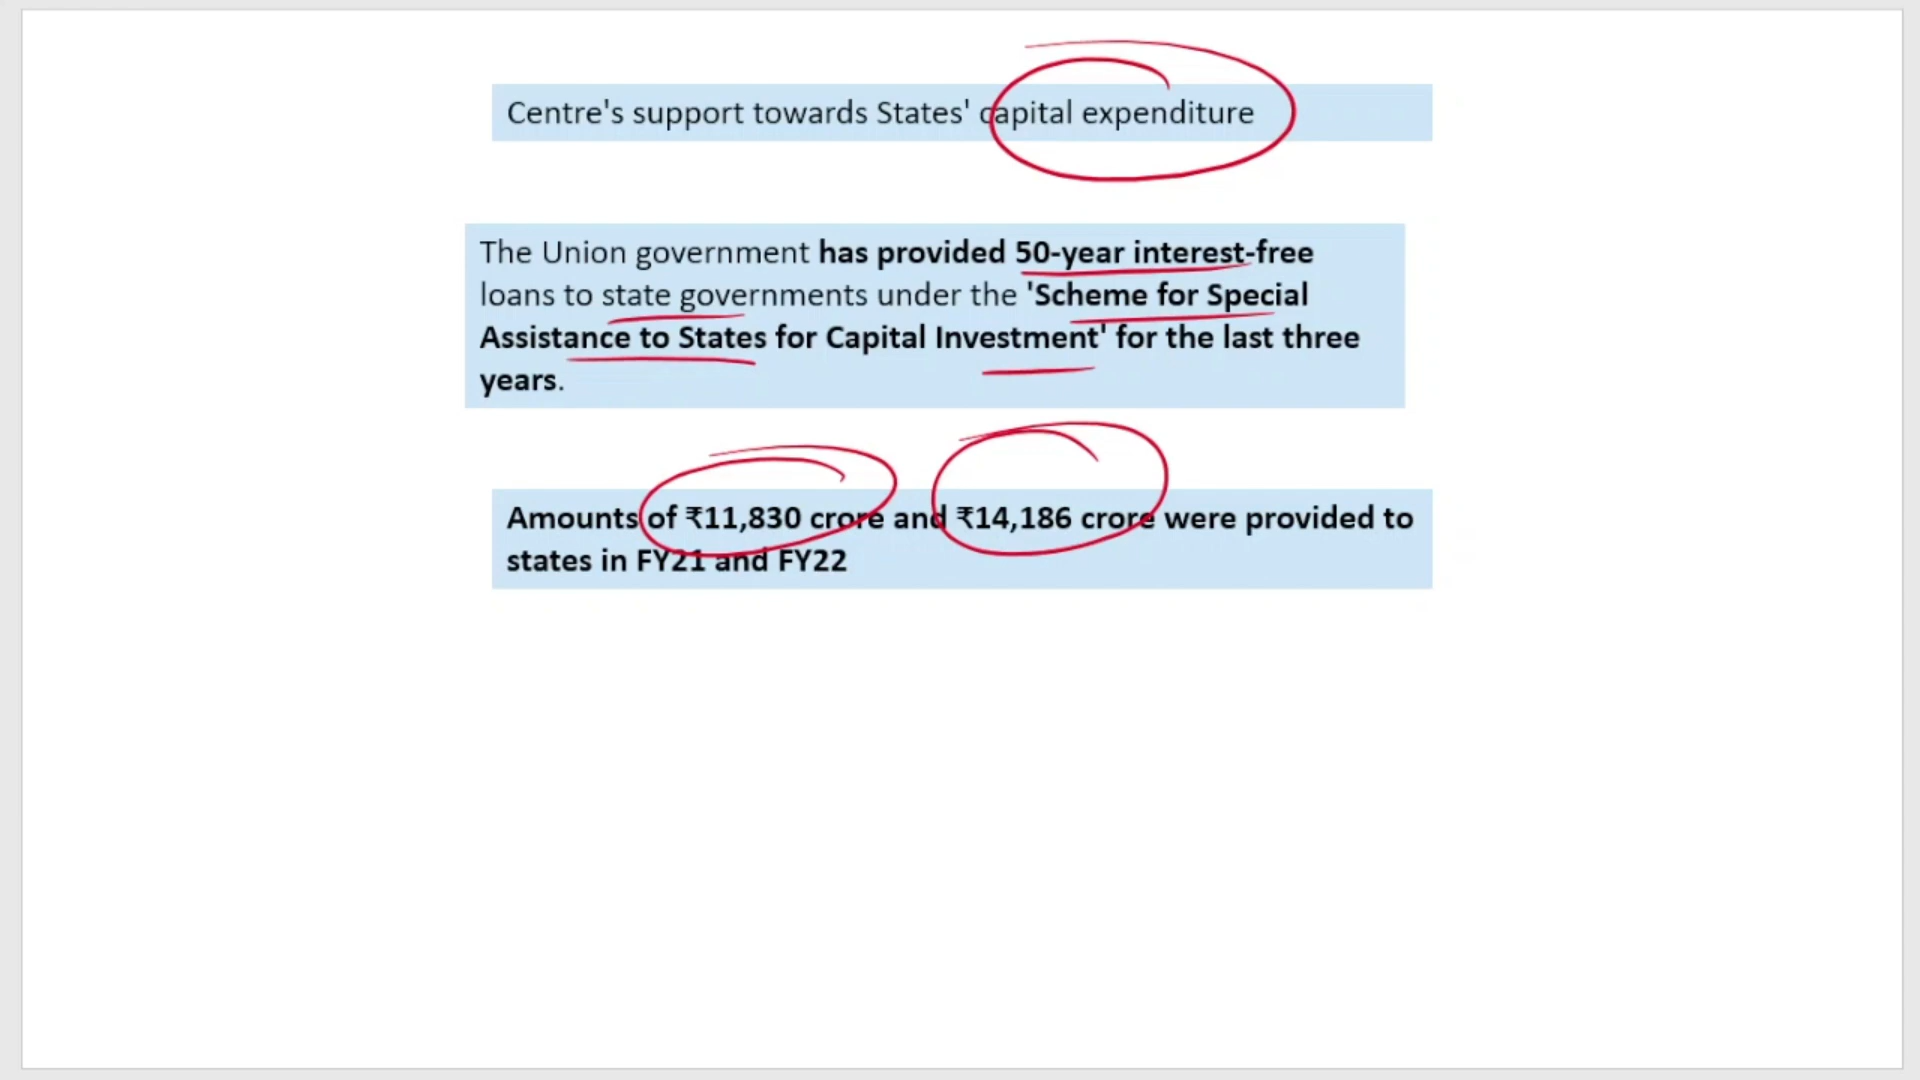 Centre's support towards States' capital expenditure
The Union government has provided 50-year interest-free
loans to state governments under the 'Scheme for Special
Assistance to States for Capital Investment' for the last three
years.
Amounts of ₹11,830 crore and ₹14,186 crore were provided to
states in FY21 and FY22